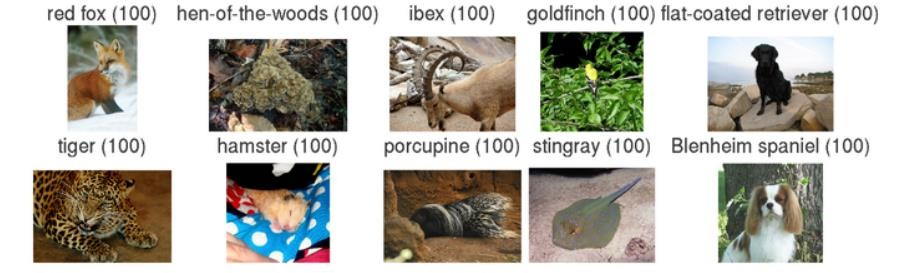 red fox (100) hen-of-the-woods (100) ibex (100) goldfinch (100) flat-coated retriever (100)
tiger (100) hamster (100) porcupine (100) stingray (100) Blenheim spaniel (100)